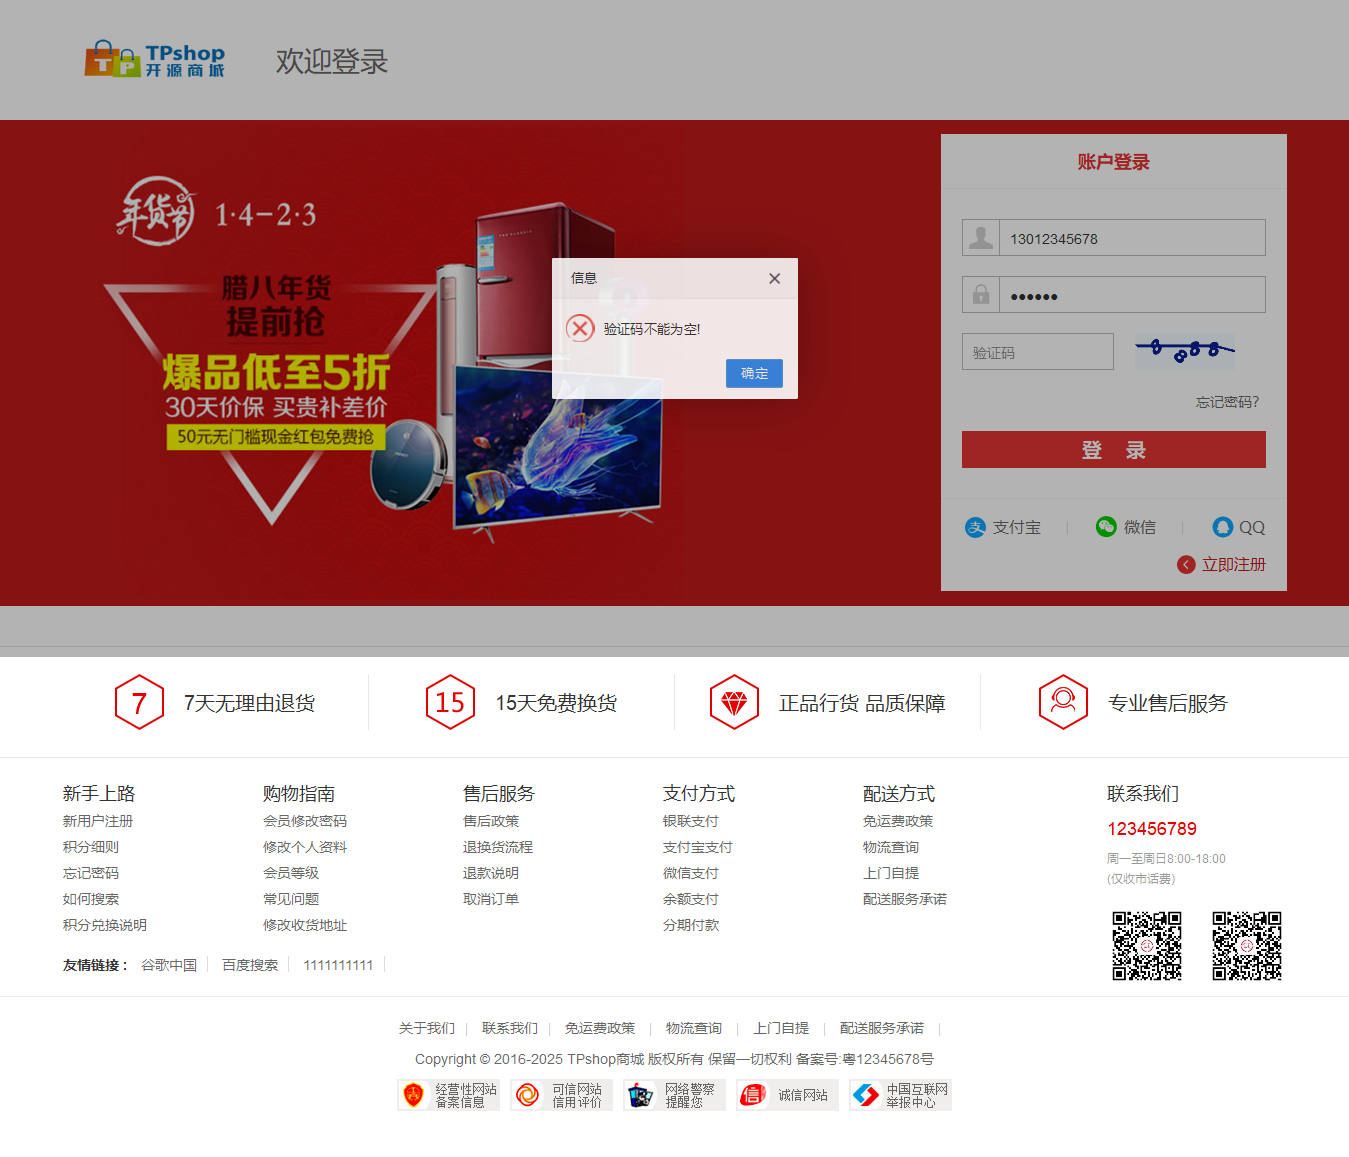 TPshop
开源商城
欢迎登录
年货节 1·4-2·3
腊八年货
提前抢
爆品低至5折
30天价保 买贵补差价
50元无门槛现金红包免费抢
信息
验证码不能为空!
确定
账户登录
13012345678
••••••
验证码
忘记密码?
登 录
支付宝
微信
QQ
立即注册
7 7天无理由退货
15 15天免费换货
正品行货 品质保障
专业售后服务
新手上路
新用户注册
积分细则
忘记密码
如何搜索
积分兑换说明
购物指南
会员修改密码
修改个人资料
会员等级
常见问题
修改收货地址
售后服务
售后政策
退换货流程
退款说明
取消订单
支付方式
银联支付
支付宝支付
微信支付
余额支付
分期付款
配送方式
免运费政策
物流查询
上门自提
配送服务承诺
联系我们
123456789
周一至周日8:00-18:00
(仅收市话费)
友情链接： 谷歌中国 百度搜索 1111111111
关于我们 | 联系我们 | 免运费政策 | 物流查询 | 上门自提 | 配送服务承诺 |
Copyright © 2016-2025 TPshop商城 版权所有 保留一切权利 备案号:粤12345678号
经营性网站
备案信息
可信网站
信用评价
网络警察
提醒您
信 诚信网站
中国互联网
举报中心